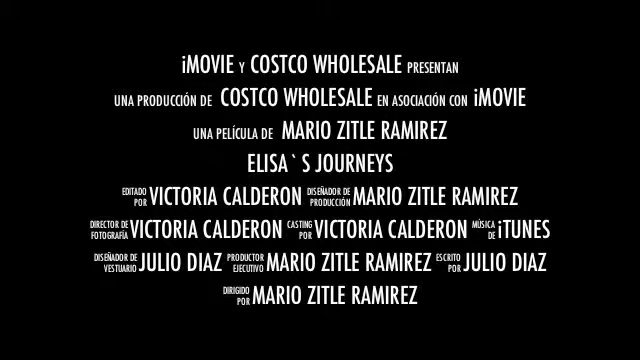 iMOVIE Y COSTCO WHOLESALE PRESENTAN
UNA PRODUCCIÓN DE COSTCO WHOLESALE EN ASOCIACIÓN CON iMOVIE
UNA PELÍCULA DE MARIO ZITLE RAMIREZ
ELISA`S JOURNEYS
EDITADO POR VICTORIA CALDERON DISEÑADOR DE PRODUCCIÓN MARIO ZITLE RAMIREZ
DIRECTOR DE FOTOGRAFÍA VICTORIA CALDERON CASTING POR VICTORIA CALDERON MÚSICA DE iTUNES
DISEÑADOR DE VESTUARIO JULIO DIAZ PRODUCTOR EJECUTIVO MARIO ZITLE RAMIREZ ESCRITO POR JULIO DIAZ
DIRIGIDO POR MARIO ZITLE RAMIREZ